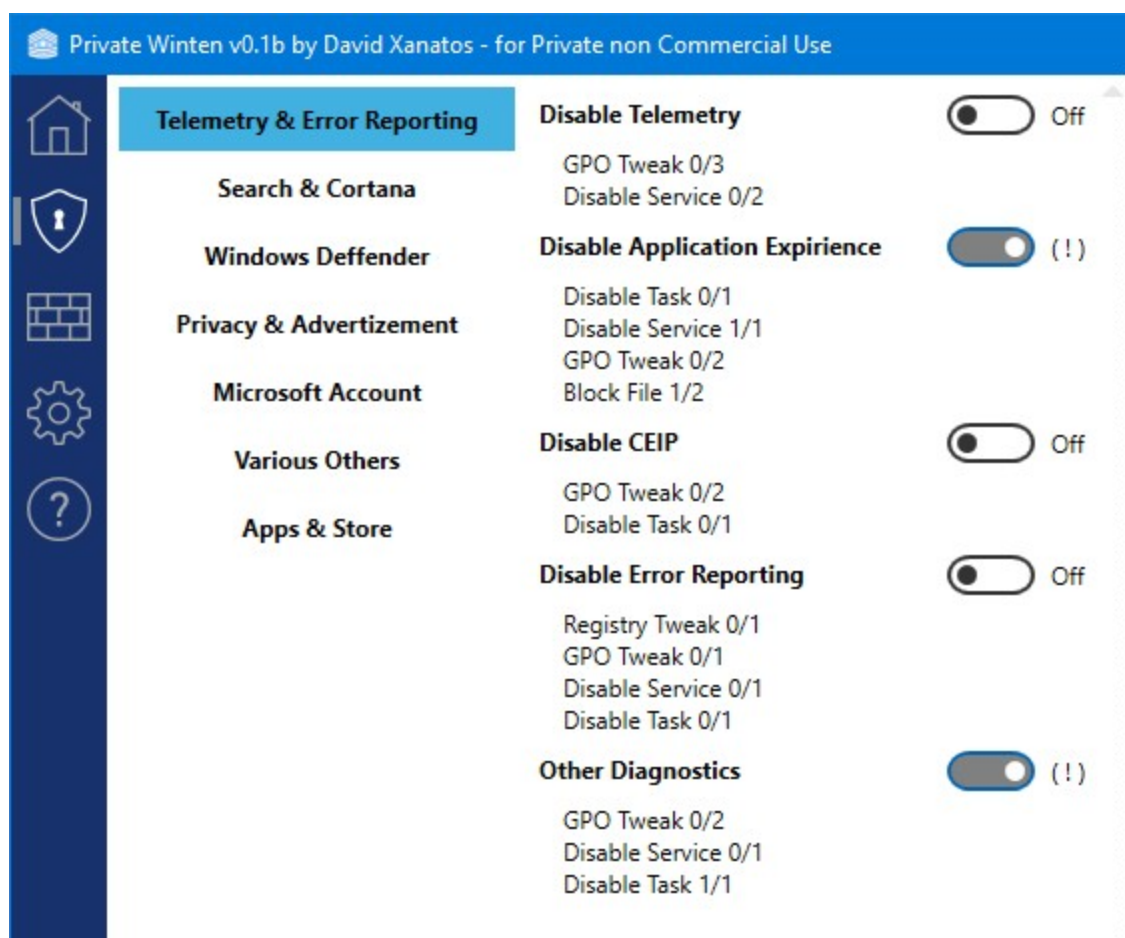 Private Winten v0.1b by David Xanatos - for Private non Commercial Use
Telemetry & Error Reporting
Search & Cortana
Windows Deffender
Privacy & Advertizement
Microsoft Account
Various Others
Apps & Store
Disable Telemetry Off
GPO Tweak 0/3
Disable Service 0/2
Disable Application Expirience (!)
Disable Task 0/1
Disable Service 1/1
GPO Tweak 0/2
Block File 1/2
Disable CEIP Off
GPO Tweak 0/2
Disable Task 0/1
Disable Error Reporting Off
Registry Tweak 0/1
GPO Tweak 0/1
Disable Service 0/1
Disable Task 0/1
Other Diagnostics (!)
GPO Tweak 0/2
Disable Service 0/1
Disable Task 1/1